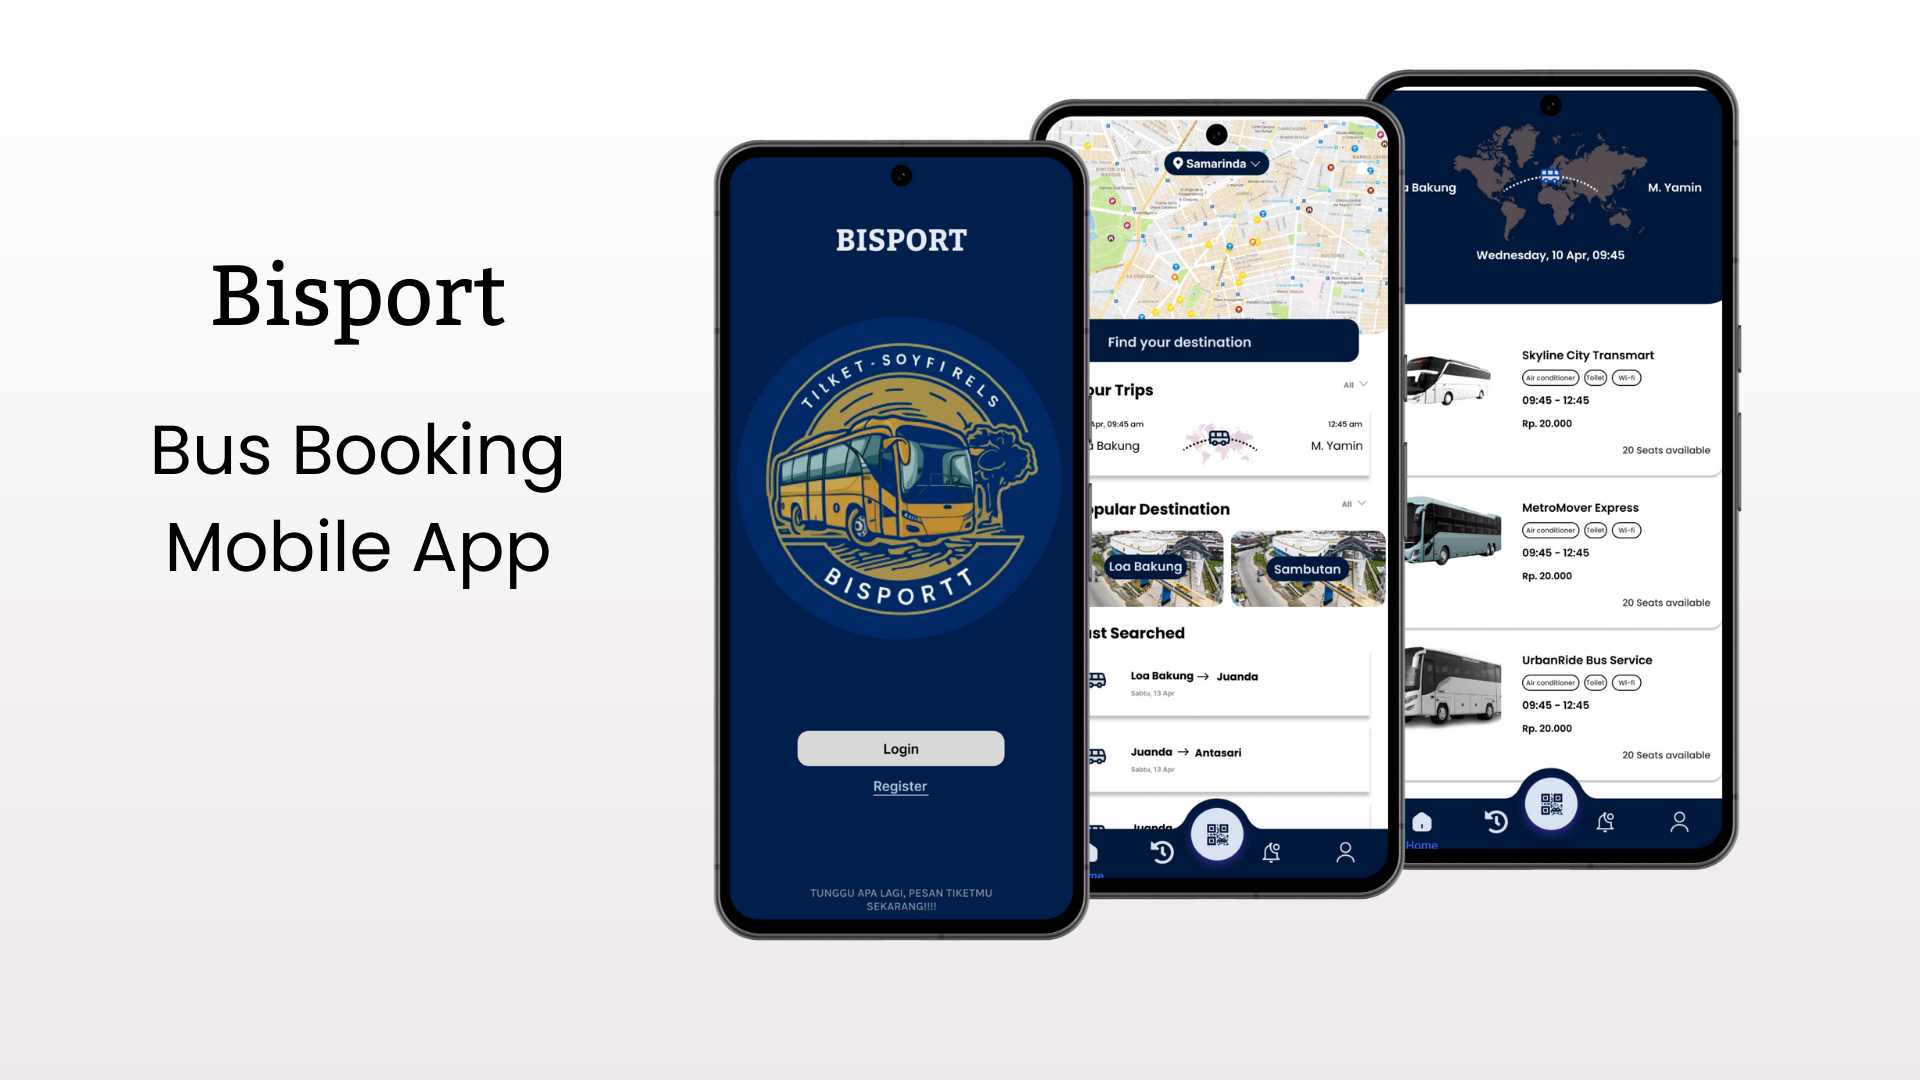 Bisport
Bus Booking
Mobile App
BISPORT
TILKET-SOYFIRELS
BISPORTT
Login
Register
TUNGGU APA LAGI, PESAN TIKETMU
SEKARANG!!!!
Samarinda
Find your destination
our Trips
All
Apr, 09:45 am
12:45 am
Bakung
M. Yamin
opular Destination
All
Loa Bakung
Sambutan
st Searched
Loa Bakung → Juanda
Sabtu, 13 Apr
Juanda → Antasari
Sabtu, 13 Apr
Juanda
me
a Bakung
M. Yamin
Wednesday, 10 Apr, 09:45
Skyline City Transmart
Air conditioner Toilet Wi-fi
09:45 - 12:45
Rp. 20.000
20 Seats available
MetroMover Express
Air conditioner Toilet Wi-fi
09:45 - 12:45
Rp. 20.000
20 Seats available
UrbanRide Bus Service
Air conditioner Toilet Wi-fi
09:45 - 12:45
Rp. 20.000
20 Seats available
Home